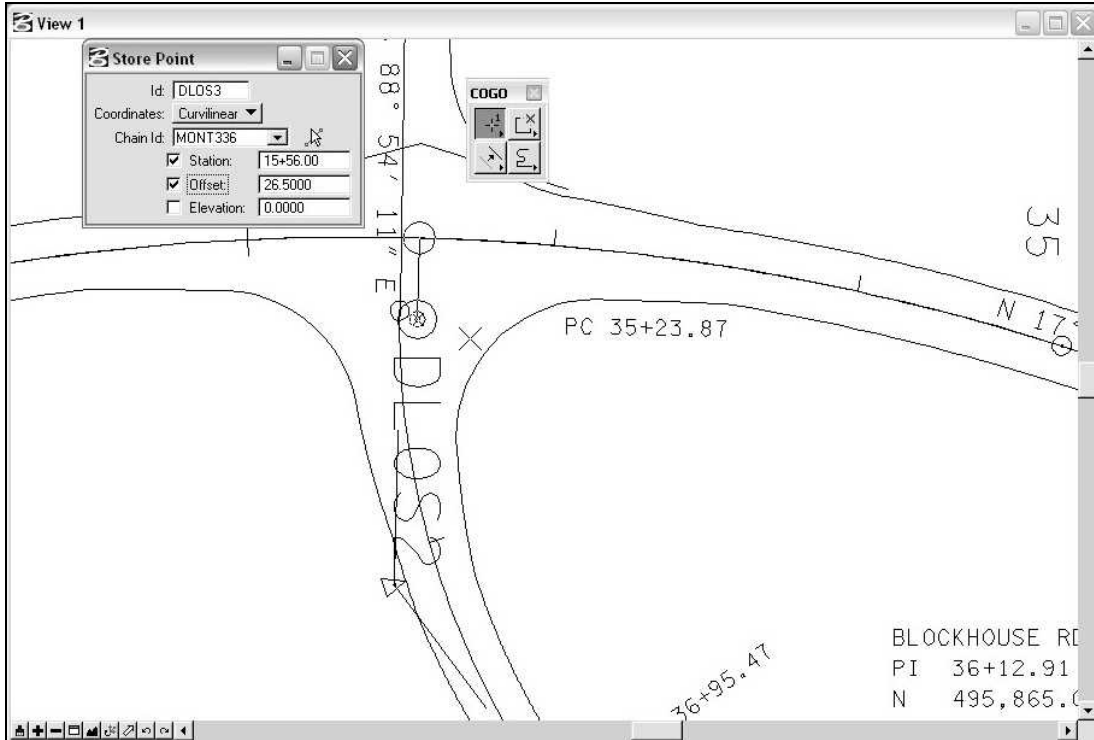 View 1
Store Point
Id: DLOS3
Coordinates: Curvilinear
Chain Id: MONT336
Station: 15+56.00
Offset: 26.5000
Elevation: 0.0000
COGO
88° 54' 11" E
35
N 17°
PC 35+23.87
DLOS
36+95.47
BLOCKHOUSE RD
PI 36+12.91
N 495,865.0